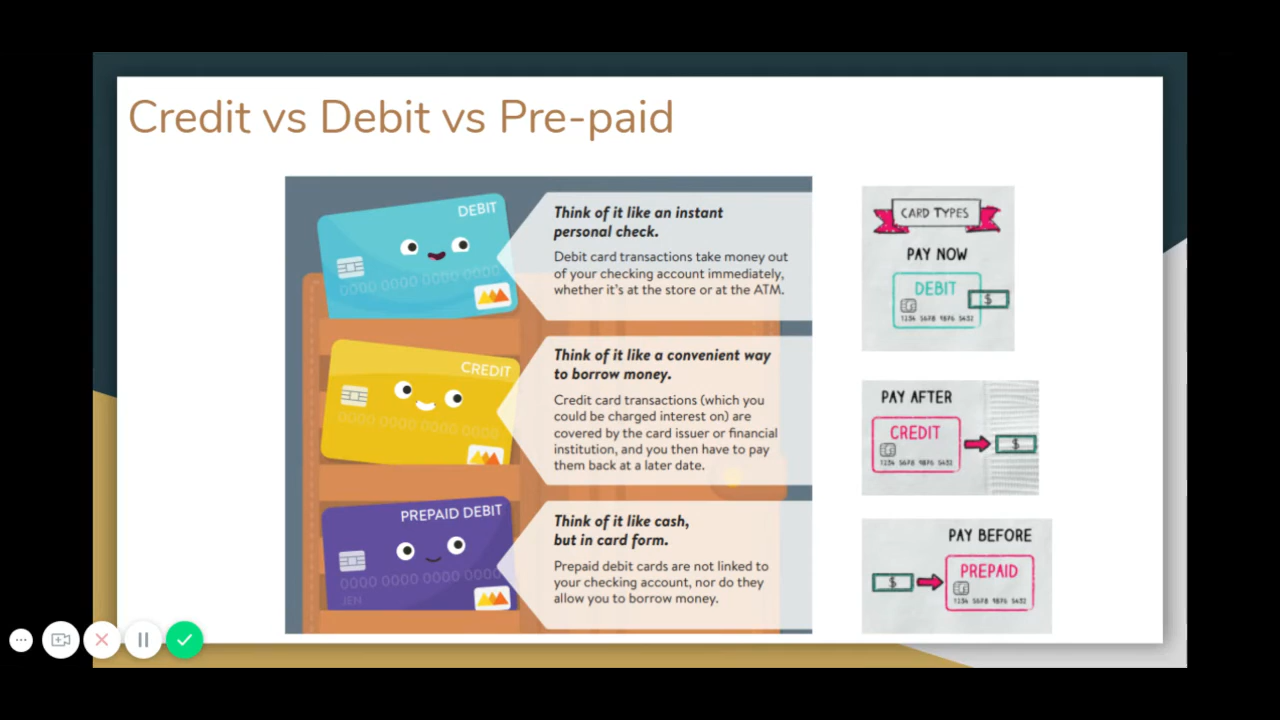 Credit vs Debit vs Pre-paid
DEBIT
0000 0000 0000 0000
Think of it like an instant
personal check.
Debit card transactions take money out
of your checking account immediately,
whether it's at the store or at the ATM.
CREDIT
0000 0000 0000 0000
Think of it like a convenient way
to borrow money.
Credit card transactions (which you
could be charged interest on) are
covered by the card issuer or financial
institution, and you then have to pay
them back at a later date.
PREPAID DEBIT
0000 0000 0000 0000
JEN
Think of it like cash,
but in card form.
Prepaid debit cards are not linked to
your checking account, nor do they
allow you to borrow money.
CARD TYPES
PAY NOW
DEBIT
$
1234 5678 9876 5432
PAY AFTER
CREDIT
$
1234 5678 9876 5432
PAY BEFORE
$
PREPAID
1234 5678 9876 5432